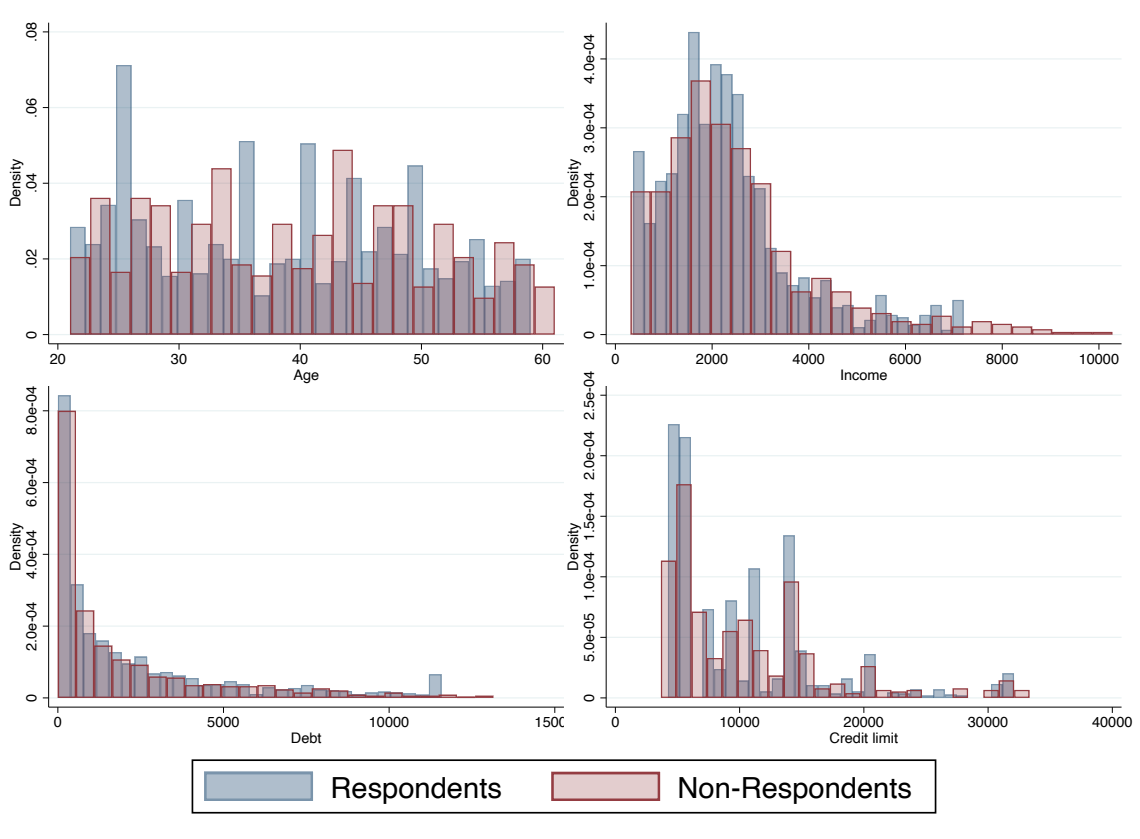 Density
0 .02 .04 .06 .08
20 30 40 50 60
Age
Density
0 1.0e-04 2.0e-04 3.0e-04 4.0e-04
0 2000 4000 6000 8000 10000
Income
Density
0 2.0e-04 4.0e-04 6.0e-04 8.0e-04
0 5000 10000 1500
Debt
Density
0 5.0e-05 1.0e-04 1.5e-04 2.0e-04 2.5e-04
0 10000 20000 30000 40000
Credit limit
Respondents Non-Respondents